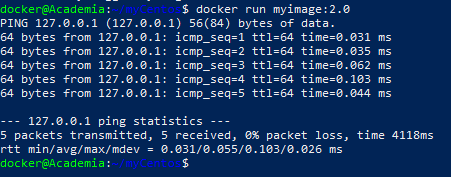 docker@Academia:~/mycentos$ docker run myimage:2.0
PING 127.0.0.1 (127.0.0.1) 56(84) bytes of data.
64 bytes from 127.0.0.1: icmp_seq=1 ttl=64 time=0.031 ms
64 bytes from 127.0.0.1: icmp_seq=2 ttl=64 time=0.035 ms
64 bytes from 127.0.0.1: icmp_seq=3 ttl=64 time=0.062 ms
64 bytes from 127.0.0.1: icmp_seq=4 ttl=64 time=0.103 ms
64 bytes from 127.0.0.1: icmp_seq=5 ttl=64 time=0.044 ms
--- 127.0.0.1 ping statistics ---
5 packets transmitted, 5 received, 0% packet loss, time 4118ms
rtt min/avg/max/mdev = 0.031/0.055/0.103/0.026 ms
docker@Academia:~/mycentos$